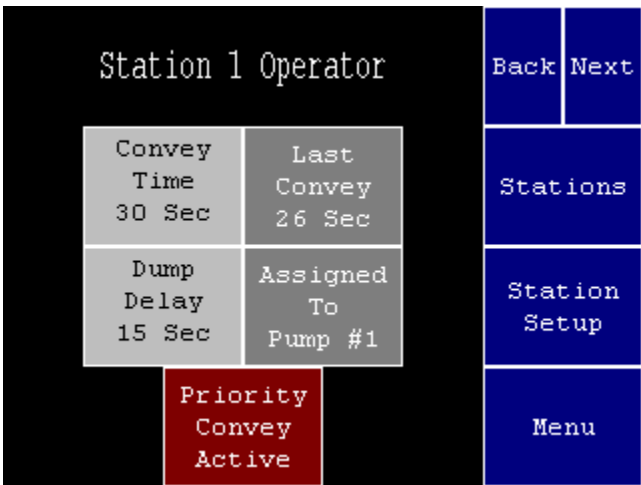 Station 1 Operator
Back Next
Convey
Time
30 Sec
Last
Convey
26 Sec
Stations
Dump
Delay
15 Sec
Assigned
To
Pump #1
Station
Setup
Priority
Convey
Active
Menu